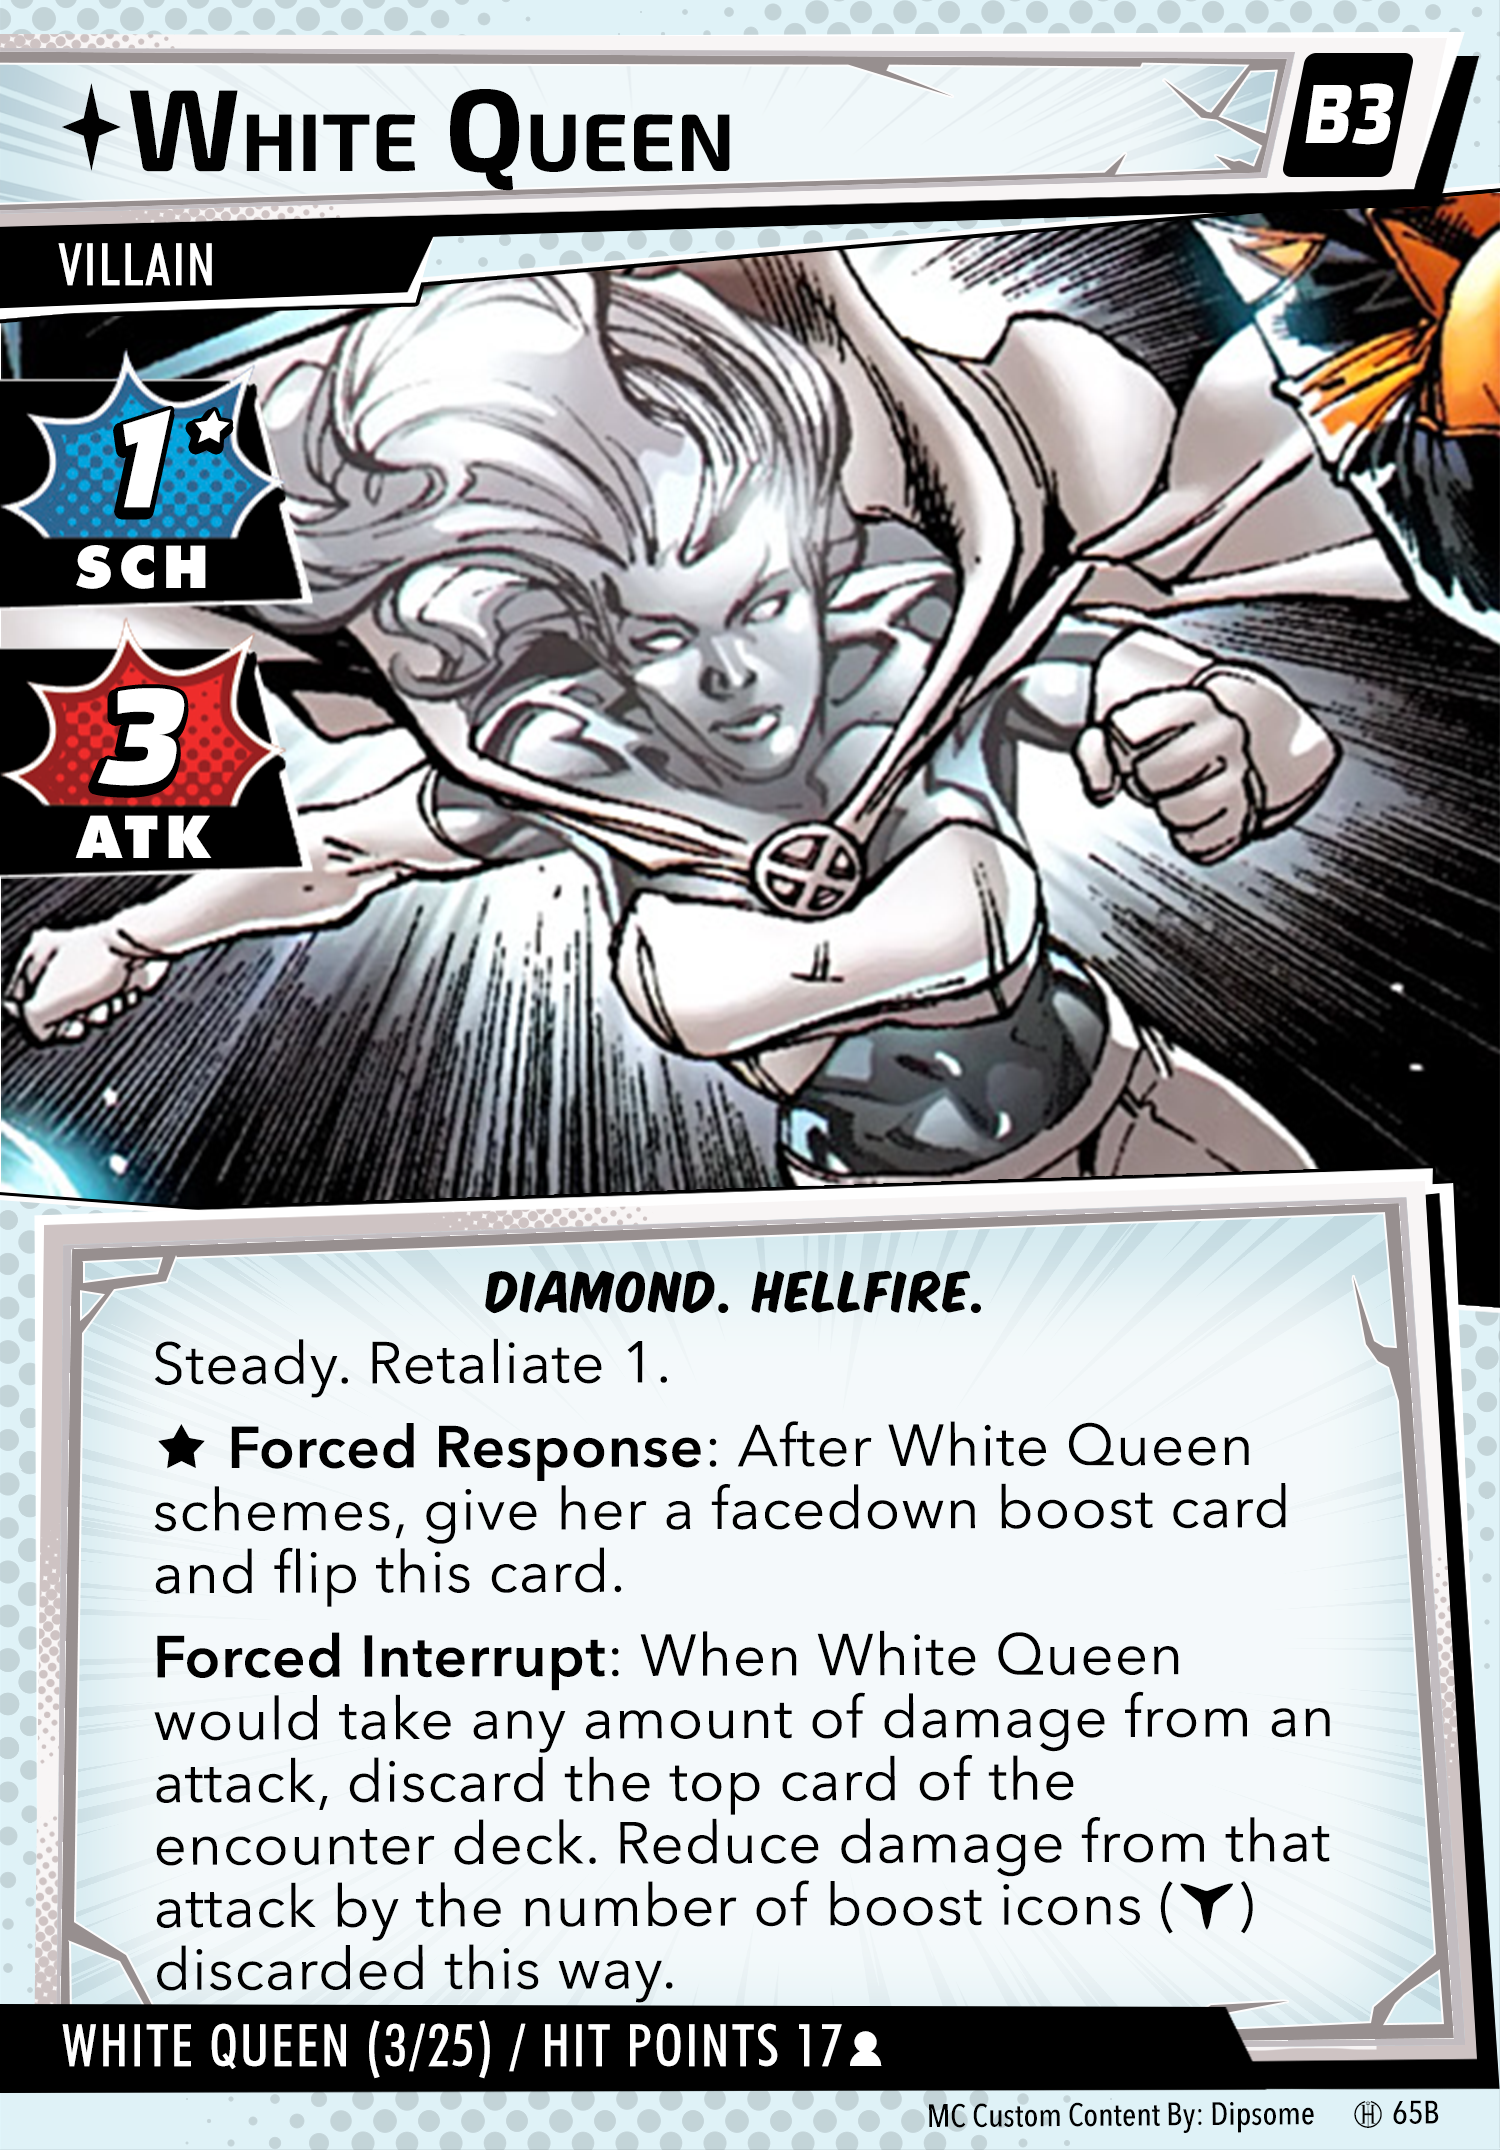 WHITE QUEEN
B3
VILLAIN
1
SCH
3
ATK
DIAMOND. HELLFIRE.
Steady. Retaliate 1.
★ Forced Response: After White Queen
schemes, give her a facedown boost card
and flip this card.
Forced Interrupt: When White Queen
would take any amount of damage from an
attack, discard the top card of the
encounter deck. Reduce damage from that
attack by the number of boost icons ( )
discarded this way.
WHITE QUEEN (3/25) / HIT POINTS 17
MC Custom Content By: Dipsome
65B